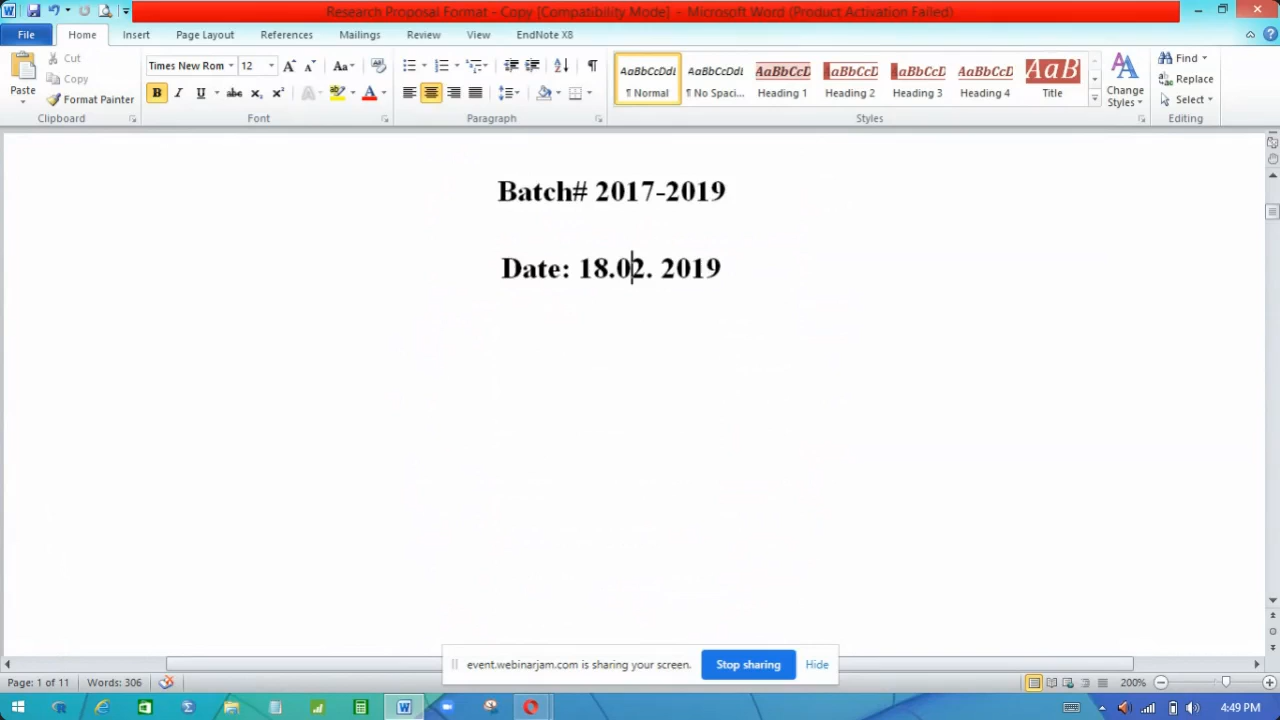 Research Proposal Format - Copy [Compatibility Mode] - Microsoft Word (Product Activation Failed)
File Home Insert Page Layout References Mailings Review View EndNote X8
Paste
Cut
Copy
Format Painter
Clipboard
Times New Rom 12
Font
Paragraph
AaBbCcDdI AaBbCcDdI AaBbCcD AaBbCcD AaBbCcD AaBbCcD AaB
¶ Normal ¶ No Spaci... Heading 1 Heading 2 Heading 3 Heading 4 Title
Styles
Change
Styles
Find
Replace
Select
Editing
Batch# 2017-2019
Date: 18.02. 2019
event.webinarjam.com is sharing your screen. Stop sharing Hide
Page: 1 of 11 Words: 306 200%
4:49 PM